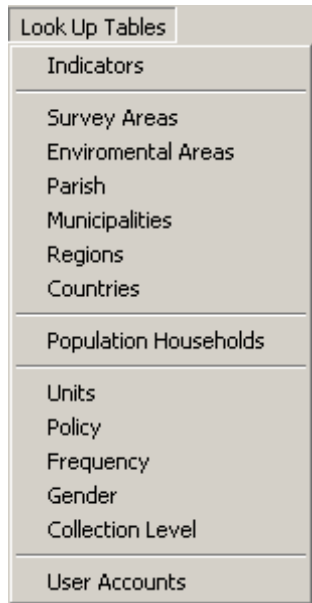 Look Up Tables
Indicators
Survey Areas
Enviromental Areas
Parish
Municipalities
Regions
Countries
Population Households
Units
Policy
Frequency
Gender
Collection Level
User Accounts